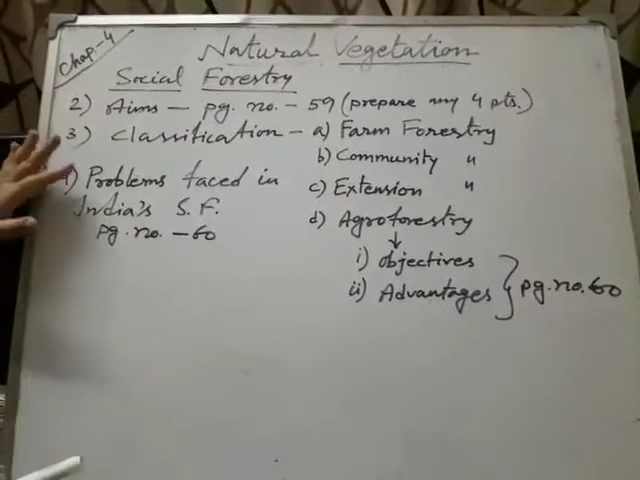 Chap-4
Natural Vegetation
Social Forestry
2) Aims — pg. no. - 59 (prepare any 4 pts.)
3) Classification - a) Farm Forestry
b) Community "
c) Extension "
d) Agroforestry
↓
i) objectives
ii) Advantages } pg. no. 60
) Problems faced in
India's S. F.
pg. no. - 60